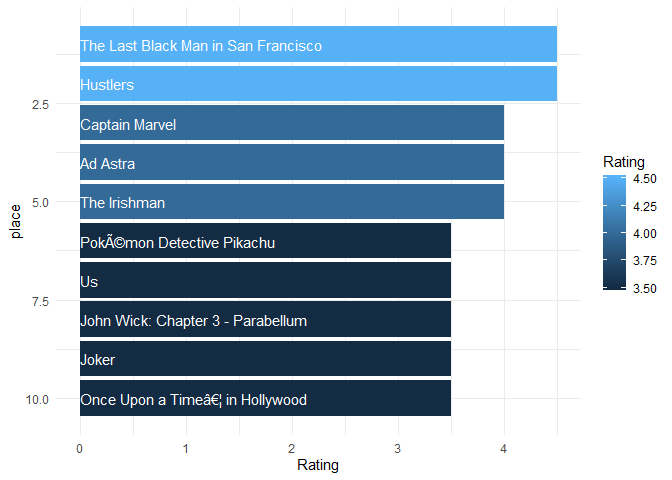 The Last Black Man in San Francisco
Hustlers
2.5
Captain Marvel
Ad Astra
5.0
The Irishman
PokÃ©mon Detective Pikachu
Us
7.5
John Wick: Chapter 3 - Parabellum
Joker
10.0
Once Upon a Timeâ€¦ in Hollywood
place
0 1 2 3 4
Rating
Rating
4.50
4.25
4.00
3.75
3.50